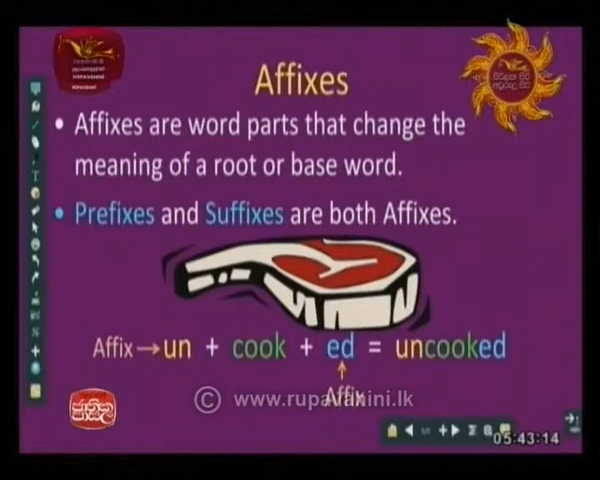 Affixes
• Affixes are word parts that change the
meaning of a root or base word.
• Prefixes and Suffixes are both Affixes.
Affix→un + cook + ed = uncooked
Affix
© www.rupavahini.lk
05:43:14